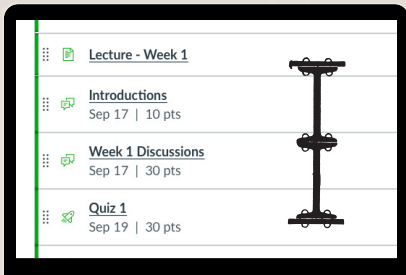 Lecture - Week 1
Introductions
Sep 17 | 10 pts
Week 1 Discussions
Sep 17 | 30 pts
Quiz 1
Sep 19 | 30 pts